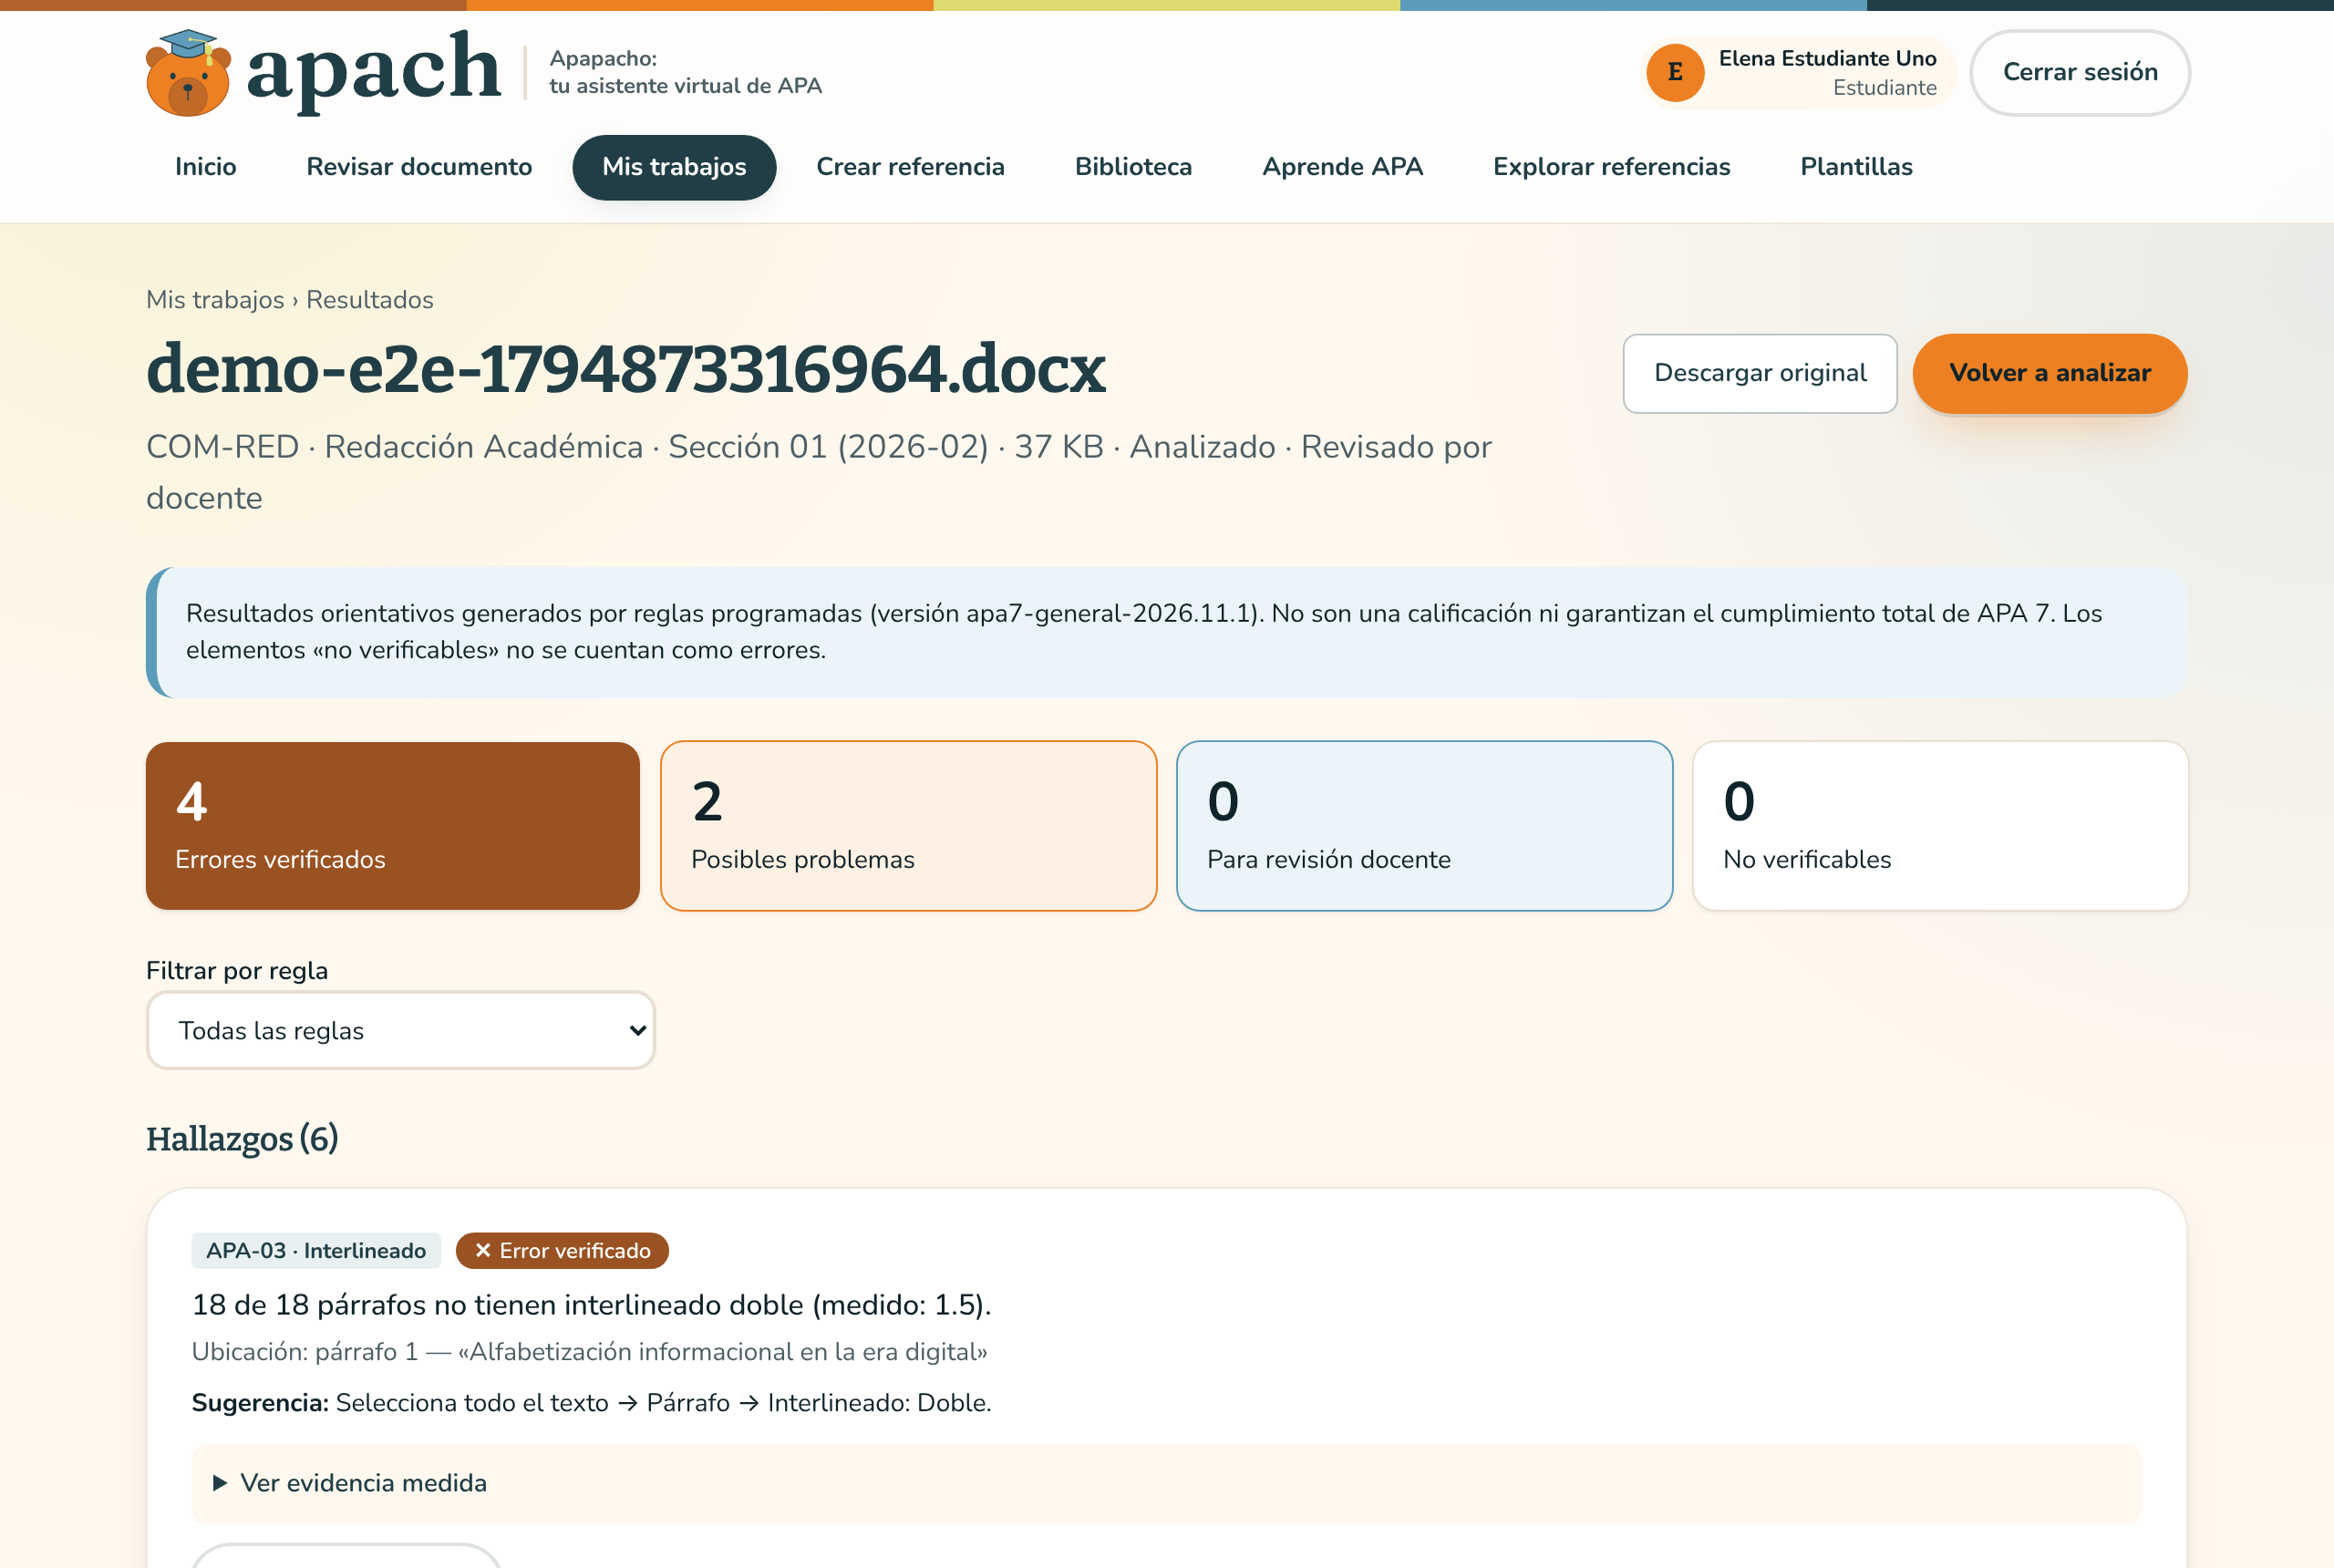 apach
Apapacho:
tu asistente virtual de APA
E
Elena Estudiante Uno
Estudiante
Cerrar sesión
Inicio
Revisar documento
Mis trabajos
Crear referencia
Biblioteca
Aprende APA
Explorar referencias
Plantillas
Mis trabajos › Resultados
demo-e2e-1794873316964.docx
Descargar original
Volver a analizar
COM-RED · Redacción Académica · Sección 01 (2026-02) · 37 KB · Analizado · Revisado por
docente
Resultados orientativos generados por reglas programadas (versión apa7-general-2026.11.1). No son una calificación ni garantizan el cumplimiento total de APA 7. Los
elementos «no verificables» no se cuentan como errores.
4
Errores verificados
2
Posibles problemas
0
Para revisión docente
0
No verificables
Filtrar por regla
Todas las reglas
Hallazgos (6)
APA-03 · Interlineado
✕ Error verificado
18 de 18 párrafos no tienen interlineado doble (medido: 1.5).
Ubicación: párrafo 1 — «Alfabetización informacional en la era digital»
Sugerencia: Selecciona todo el texto → Párrafo → Interlineado: Doble.
▶ Ver evidencia medida